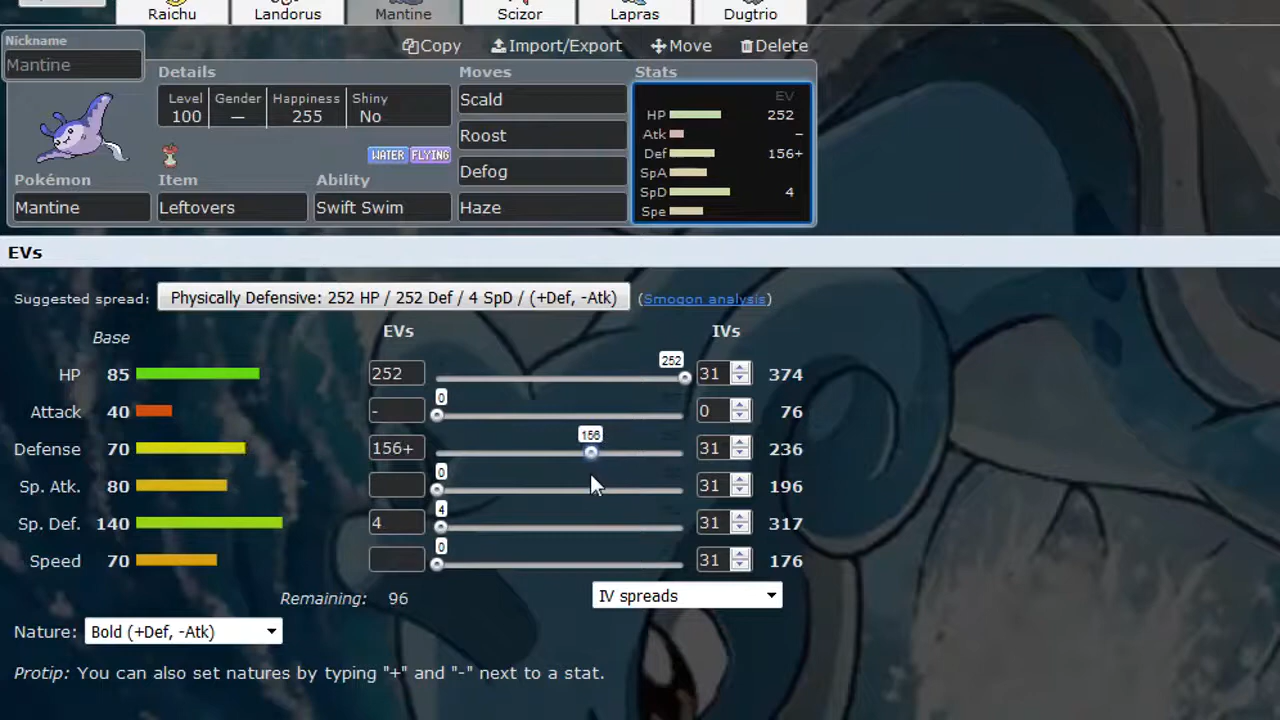 Raichu Landorus Mantine Scizor Lapras Dugtrio
Nickname
Mantine
Copy Import/Export Move Delete
Details Moves Stats
Level Gender Happiness Shiny
100 — 255 No
Scald
Roost
Defog
Haze
EV
HP 252
Atk –
Def 156+
SpA
SpD 4
Spe
WATER FLYING
Pokémon Item Ability
Mantine Leftovers Swift Swim
EVs
Suggested spread: Physically Defensive: 252 HP / 252 Def / 4 SpD / (+Def, -Atk) (Smogon analysis)
Base EVs IVs
HP 85 252 252 31 374
Attack 40 - 0 0 76
Defense 70 156+ 156 31 236
Sp. Atk. 80 0 31 196
Sp. Def. 140 4 4 31 317
Speed 70 0 31 176
Remaining: 96 IV spreads
Nature: Bold (+Def, -Atk)
Protip: You can also set natures by typing "+" and "-" next to a stat.